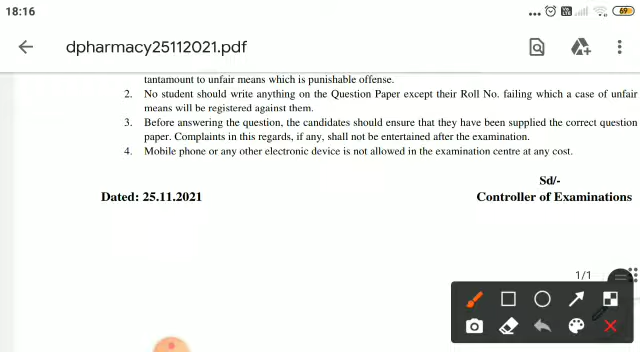 18:16
69
dpharmacy25112021.pdf
tantamount to unfair means which is punishable offense.
2. No student should write anything on the Question Paper except their Roll No. failing which a case of unfair
means will be registered against them.
3. Before answering the question, the candidates should ensure that they have been supplied the correct question
paper. Complaints in this regards, if any, shall not be entertained after the examination.
4. Mobile phone or any other electronic device is not allowed in the examination centre at any cost.
Sd/-
Dated: 25.11.2021 Controller of Examinations
1/1